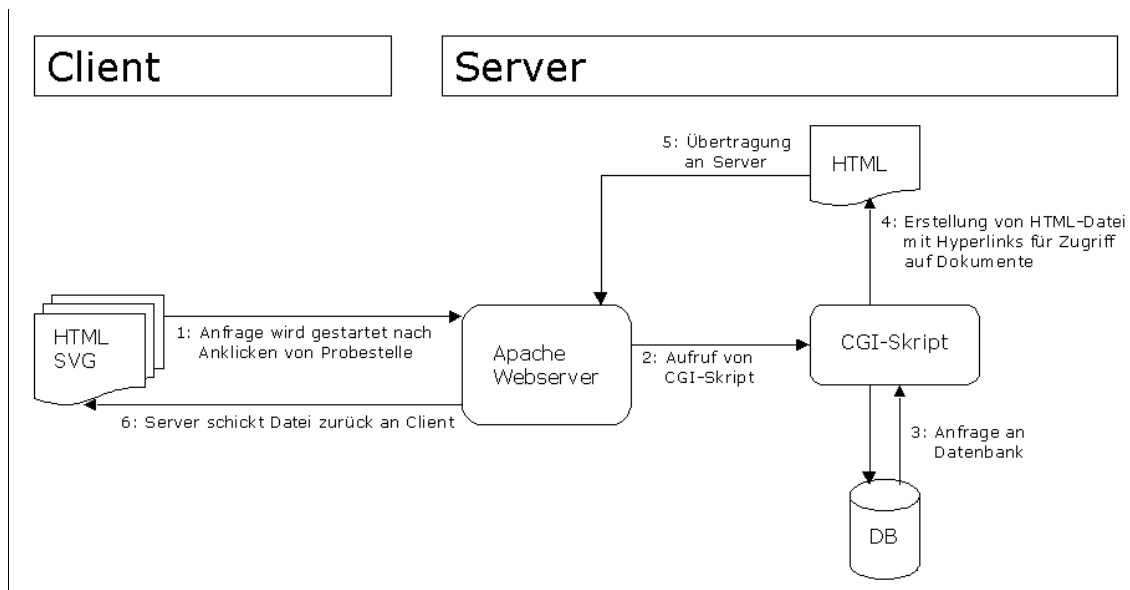 Client
Server
5: Übertragung
an Server
HTML
4: Erstellung von HTML-Datei
mit Hyperlinks für Zugriff
auf Dokumente
HTML
SVG
1: Anfrage wird gestartet nach
Anklicken von Probestelle
Apache
Webserver
2: Aufruf von
CGI-Skript
CGI-Skript
6: Server schickt Datei zurück an Client
3: Anfrage an
Datenbank
DB